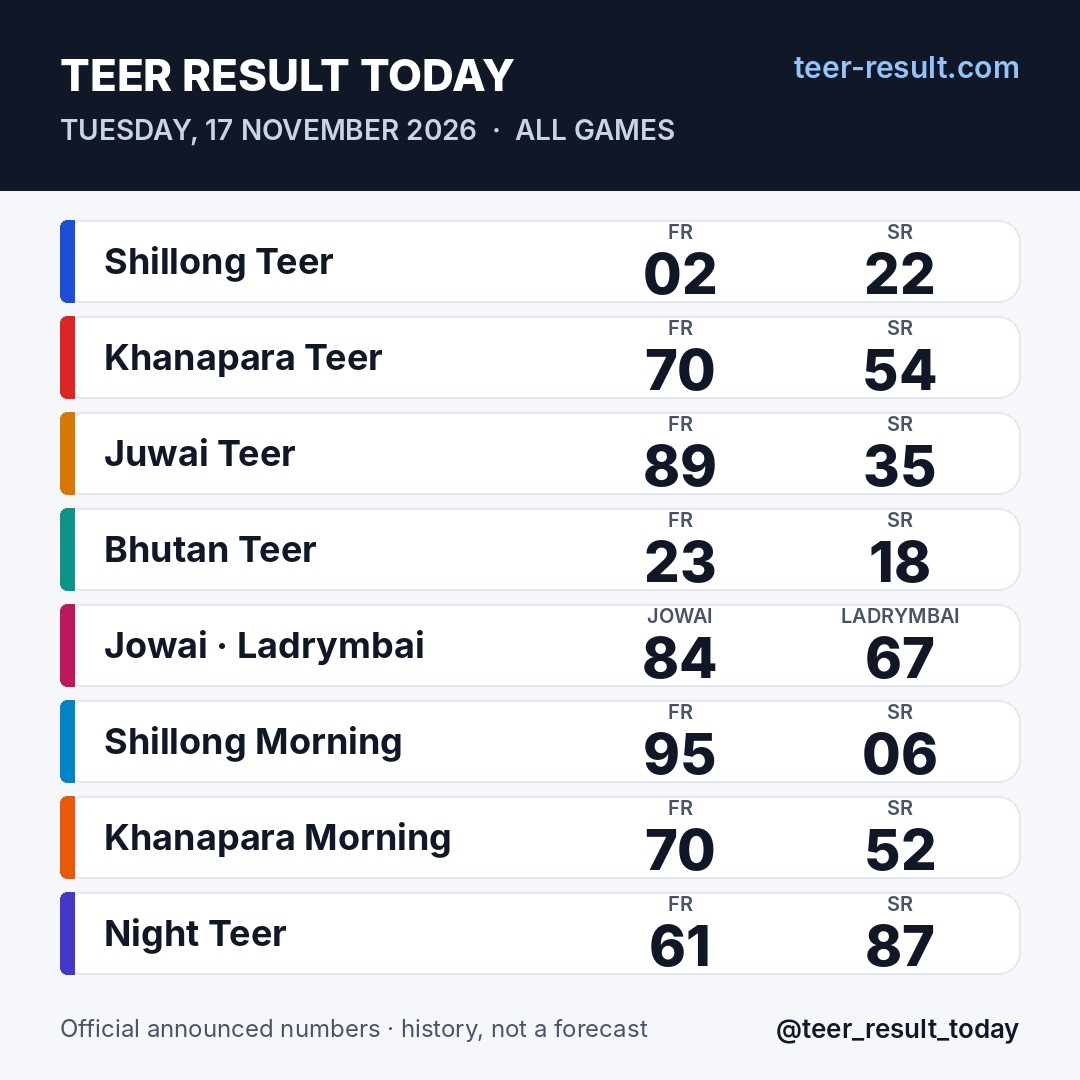 TEER RESULT TODAY
teer-result.com
TUESDAY, 17 NOVEMBER 2026 · ALL GAMES
FR SR
Shillong Teer 02 22
FR SR
Khanapara Teer 70 54
FR SR
Juwai Teer 89 35
FR SR
Bhutan Teer 23 18
JOWAI LADRYMBAI
Jowai · Ladrymbai 84 67
FR SR
Shillong Morning 95 06
FR SR
Khanapara Morning 70 52
FR SR
Night Teer 61 87
Official announced numbers · history, not a forecast
@teer_result_today